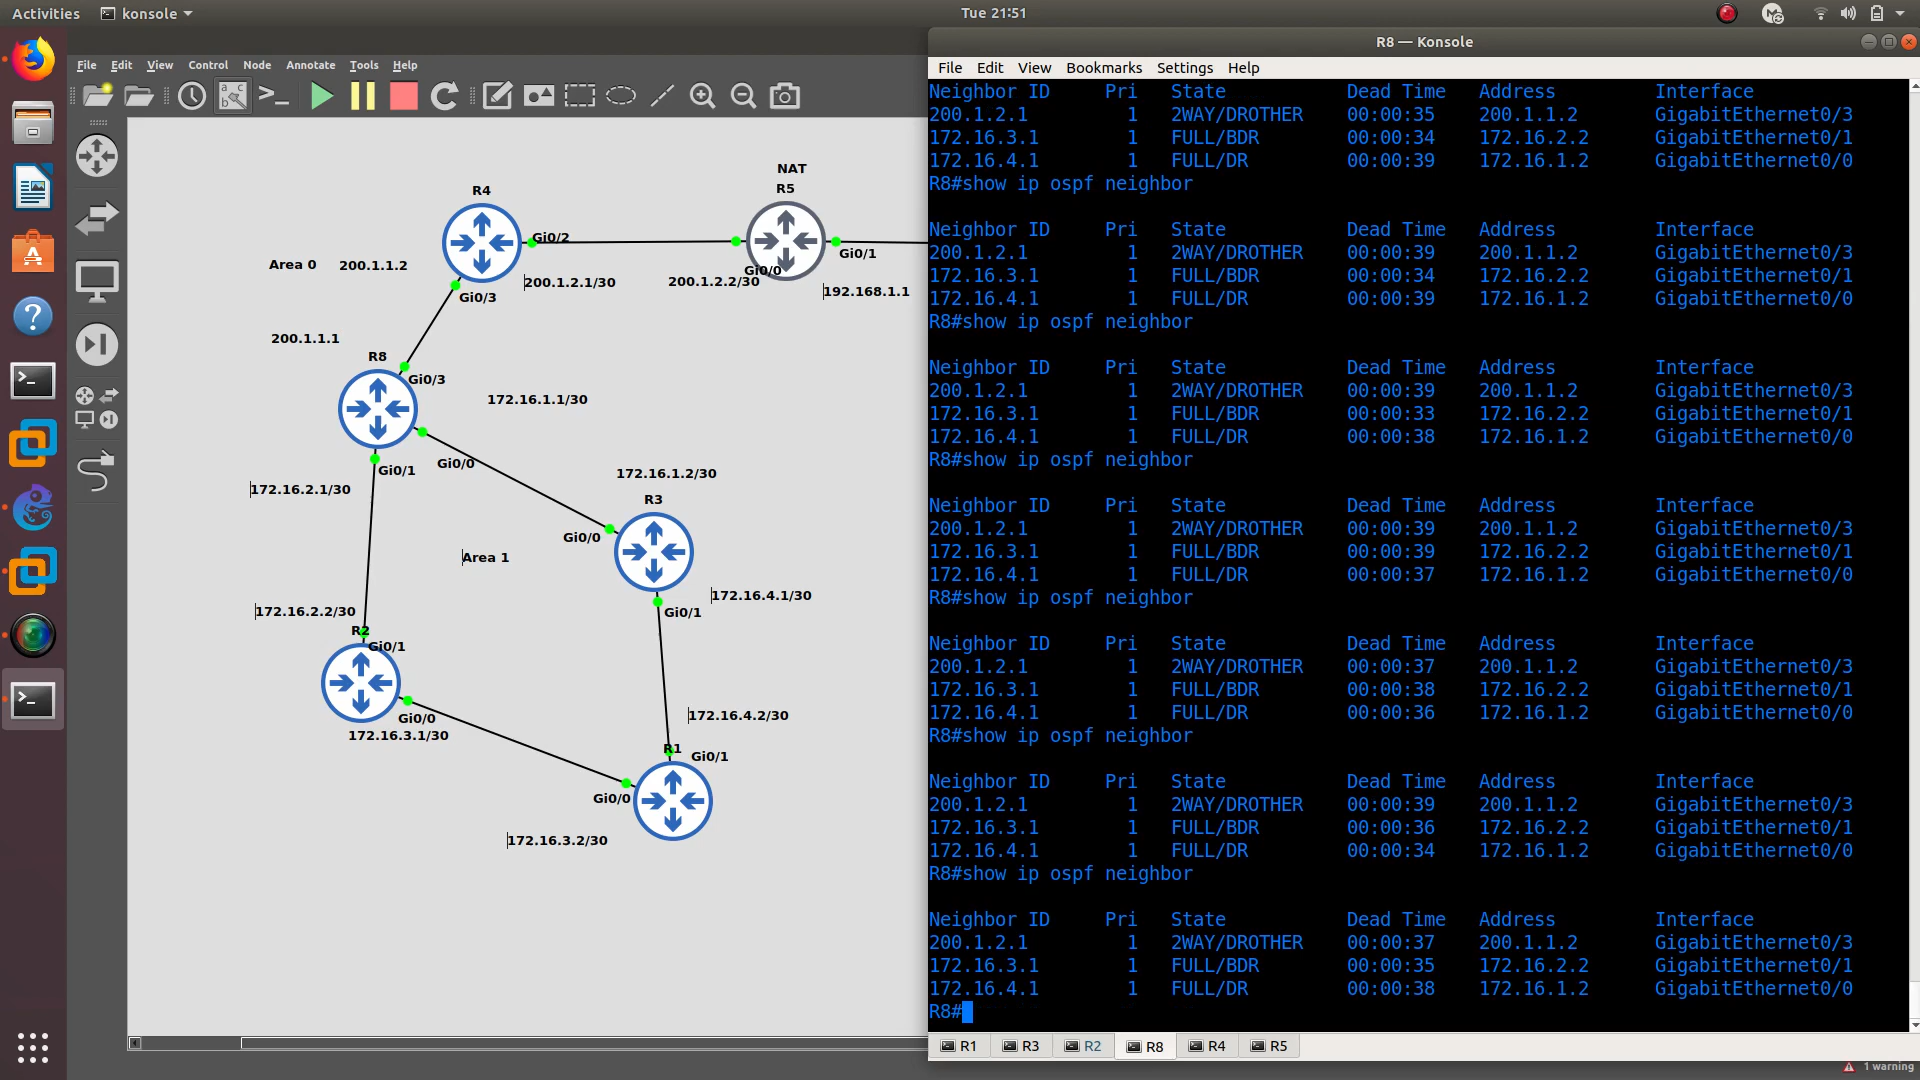 Activities konsole Tue 21:51
R8 — Konsole
File Edit View Control Node Annotate Tools Help
File Edit View Bookmarks Settings Help
NAT
R4
R5
Gi0/2
Gi0/1
Area 0 200.1.1.2
Gi0/0
200.1.2.1/30
200.1.2.2/30
192.168.1.1
Gi0/3
200.1.1.1
R8
Gi0/3
172.16.1.1/30
Gi0/0
Gi0/1
172.16.1.2/30
172.16.2.1/30
R3
Gi0/0
Area 1
172.16.4.1/30
172.16.2.2/30
Gi0/1
R2
Gi0/1
172.16.4.2/30
Gi0/0
172.16.3.1/30
R1
Gi0/1
Gi0/0
172.16.3.2/30
Neighbor ID Pri State Dead Time Address Interface
200.1.2.1 1 2WAY/DROTHER 00:00:35 200.1.1.2 GigabitEthernet0/3
172.16.3.1 1 FULL/BDR 00:00:34 172.16.2.2 GigabitEthernet0/1
172.16.4.1 1 FULL/DR 00:00:39 172.16.1.2 GigabitEthernet0/0
R8#show ip ospf neighbor
Neighbor ID Pri State Dead Time Address Interface
200.1.2.1 1 2WAY/DROTHER 00:00:34 200.1.1.2 GigabitEthernet0/3
172.16.3.1 1 FULL/BDR 00:00:34 172.16.2.2 GigabitEthernet0/1
172.16.4.1 1 FULL/DR 00:00:39 172.16.1.2 GigabitEthernet0/0
R8#show ip ospf neighbor
Neighbor ID Pri State Dead Time Address Interface
200.1.2.1 1 2WAY/DROTHER 00:00:39 200.1.1.2 GigabitEthernet0/3
172.16.3.1 1 FULL/BDR 00:00:33 172.16.2.2 GigabitEthernet0/1
172.16.4.1 1 FULL/DR 00:00:38 172.16.1.2 GigabitEthernet0/0
R8#show ip ospf neighbor
Neighbor ID Pri State Dead Time Address Interface
200.1.2.1 1 2WAY/DROTHER 00:00:39 200.1.1.2 GigabitEthernet0/3
172.16.3.1 1 FULL/BDR 00:00:39 172.16.2.2 GigabitEthernet0/1
172.16.4.1 1 FULL/DR 00:00:37 172.16.1.2 GigabitEthernet0/0
R8#show ip ospf neighbor
Neighbor ID Pri State Dead Time Address Interface
200.1.2.1 1 2WAY/DROTHER 00:00:37 200.1.1.2 GigabitEthernet0/3
172.16.3.1 1 FULL/BDR 00:00:38 172.16.2.2 GigabitEthernet0/1
172.16.4.1 1 FULL/DR 00:00:36 172.16.1.2 GigabitEthernet0/0
R8#show ip ospf neighbor
Neighbor ID Pri State Dead Time Address Interface
200.1.2.1 1 2WAY/DROTHER 00:00:39 200.1.1.2 GigabitEthernet0/3
172.16.3.1 1 FULL/BDR 00:00:36 172.16.2.2 GigabitEthernet0/1
172.16.4.1 1 FULL/DR 00:00:34 172.16.1.2 GigabitEthernet0/0
R8#show ip ospf neighbor
Neighbor ID Pri State Dead Time Address Interface
200.1.2.1 1 2WAY/DROTHER 00:00:37 200.1.1.2 GigabitEthernet0/3
172.16.3.1 1 FULL/BDR 00:00:35 172.16.2.2 GigabitEthernet0/1
172.16.4.1 1 FULL/DR 00:00:38 172.16.1.2 GigabitEthernet0/0
R8#
R1 R3 R2 R8 R4 R5
1 warning